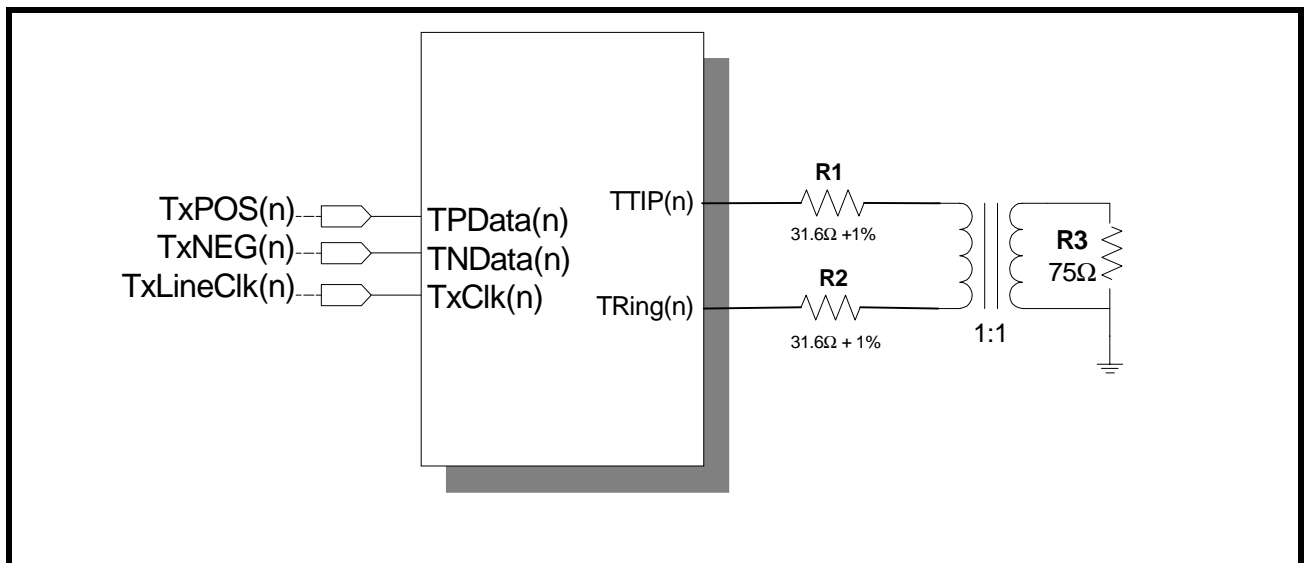 TxPOS(n)
TxNEG(n)
TxLineClk(n)
TPData(n)
TNData(n)
TxClk(n)
TTIP(n)
TRing(n)
R1
31.6Ω +1%
R2
31.6Ω + 1%
1:1
R3
75Ω